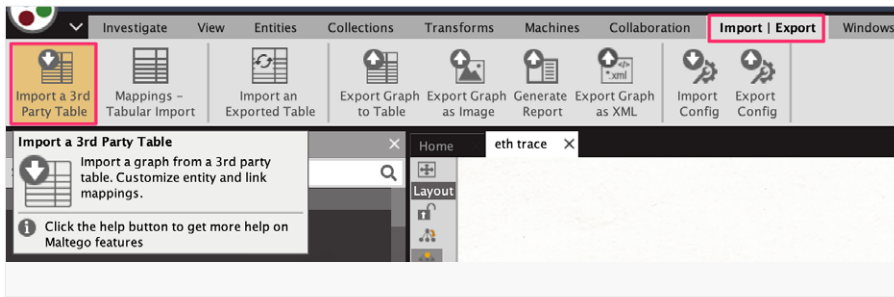 Investigate View Entities Collections Transforms Machines Collaboration Import | Export Windows
Import a 3rd Party Table
Mappings – Tabular Import
Import an Exported Table
Export Graph to Table
Export Graph as Image
Generate Report
*.xml
Export Graph as XML
Import Config
Export Config
Import a 3rd Party Table
Import a graph from a 3rd party
table. Customize entity and link
mappings.
Click the help button to get more help on
Maltego features
Home eth trace
Layout